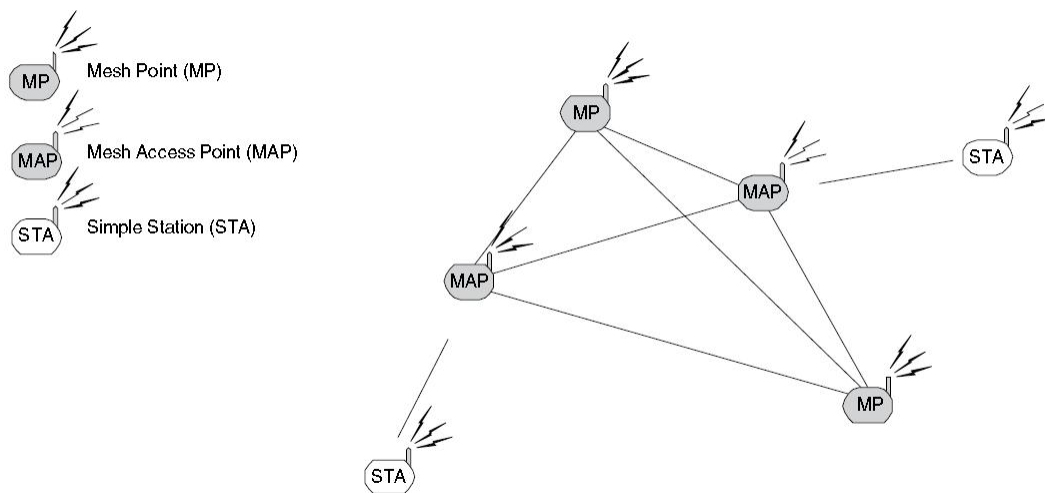 MP
Mesh Point (MP)
MAP
Mesh Access Point (MAP)
STA
Simple Station (STA)
MP
MAP
STA
MAP
MP
STA